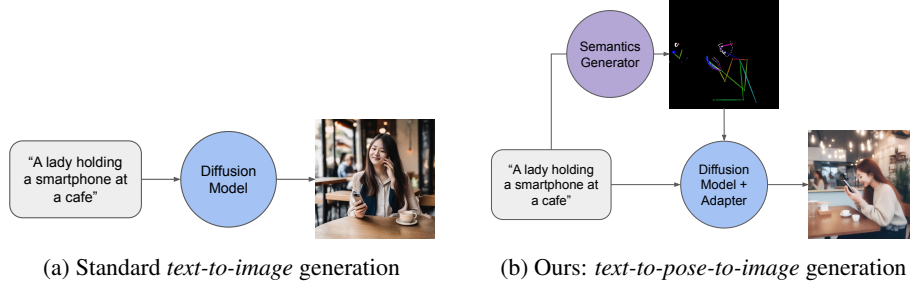 Semantics
Generator
"A lady holding
a smartphone at
a cafe"
Diffusion
Model
"A lady holding
a smartphone at
a cafe"
Diffusion
Model +
Adapter
(a) Standard text-to-image generation
(b) Ours: text-to-pose-to-image generation